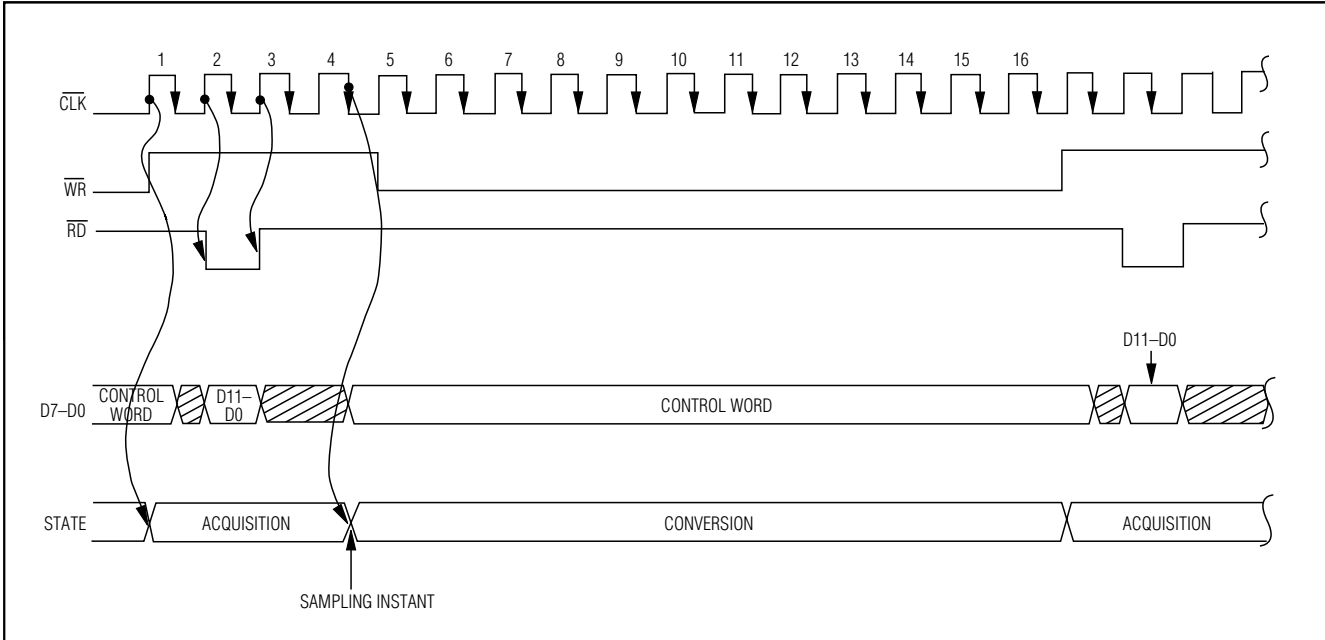 1 2 3 4 5 6 7 8 9 10 11 12 13 14 15 16
CLK
WR
RD
D11–D0
D7–D0
CONTROL
WORD
D11–
D0
CONTROL WORD
STATE
ACQUISITION
CONVERSION
ACQUISITION
SAMPLING INSTANT